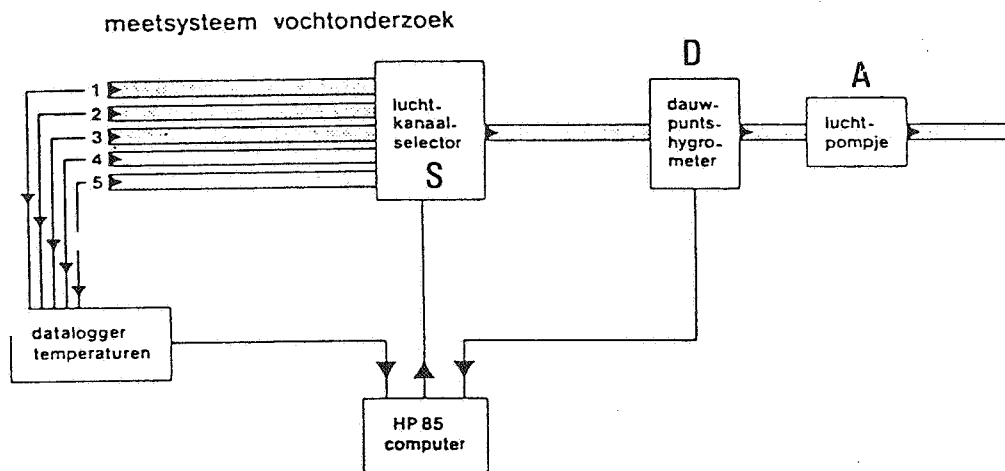 meetsysteem vochtonderzoek
1
2
3
4
5
lucht-
kanaal-
selector
S
D
dauw-
punts-
hygro-
meter
A
lucht-
pompje
datalogger
temperaturen
HP 85
computer